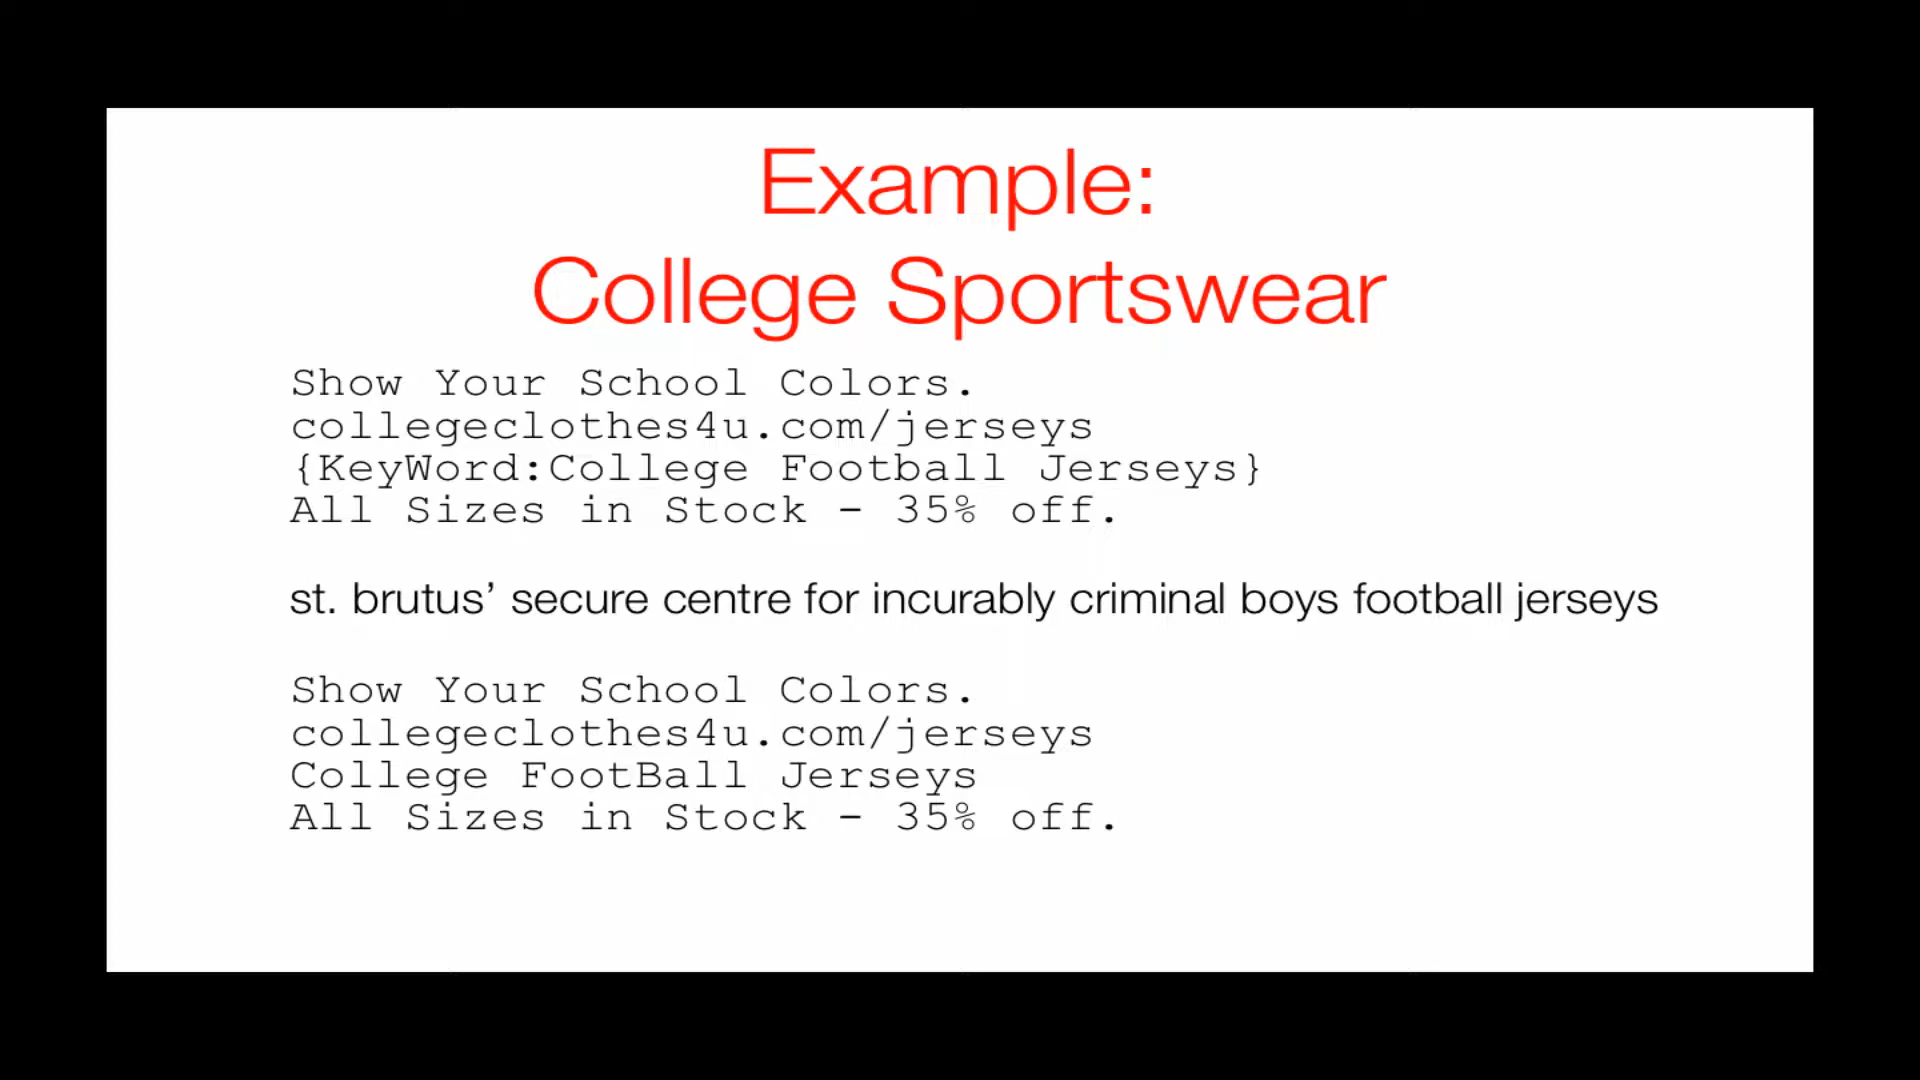 Example:
College Sportswear
Show Your School Colors.
collegeclothes4u.com/jerseys
{KeyWord:College Football Jerseys}
All Sizes in Stock - 35% off.
st. brutus’ secure centre for incurably criminal boys football jerseys
Show Your School Colors.
collegeclothes4u.com/jerseys
College FootBall Jerseys
All Sizes in Stock - 35% off.